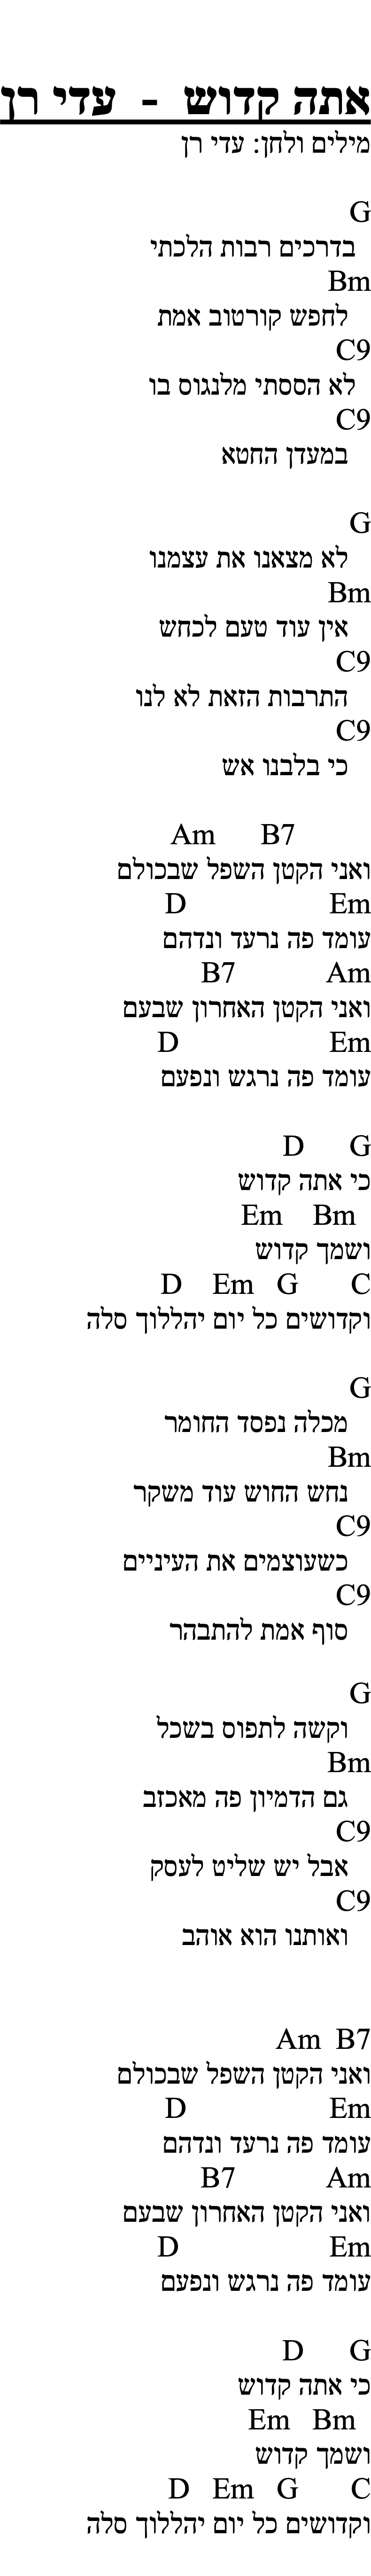 אתה קדוש - עדי רן
מילים ולחן: עדי רן
G
בדרכים רבות הלכתי
Bm
לחפש קורטוב אמת
C9
לא הססתי מלנגוס בו
C9
במעדן החטא
G
לא מצאנו את עצמנו
Bm
אין עוד טעם לכחש
C9
התרבות הזאת לא לנו
C9
כי בלבנו אש
Am B7
ואני הקטן השפל שבכולם
D Em
עומד פה נרעד ונדהם
B7 Am
ואני הקטן האחרון שבעם
D Em
עומד פה נרגש ונפעם
D G
כי אתה קדוש
Em Bm
ושמך קדוש
D Em G C
וקדושים כל יום יהללוך סלה
G
מכלה נפסד החומר
Bm
נחש החוש עוד משקר
C9
כשעוצמים את העיניים
C9
סוף אמת להתבהר
G
וקשה לתפוס בשכל
Bm
גם הדמיון פה מאכזב
C9
אבל יש שליט לעסק
C9
ואותנו הוא אוהב
Am B7
ואני הקטן השפל שבכולם
D Em
עומד פה נרעד ונדהם
B7 Am
ואני הקטן האחרון שבעם
D Em
עומד פה נרגש ונפעם
D G
כי אתה קדוש
Em Bm
ושמך קדוש
D Em G C
וקדושים כל יום יהללוך סלה